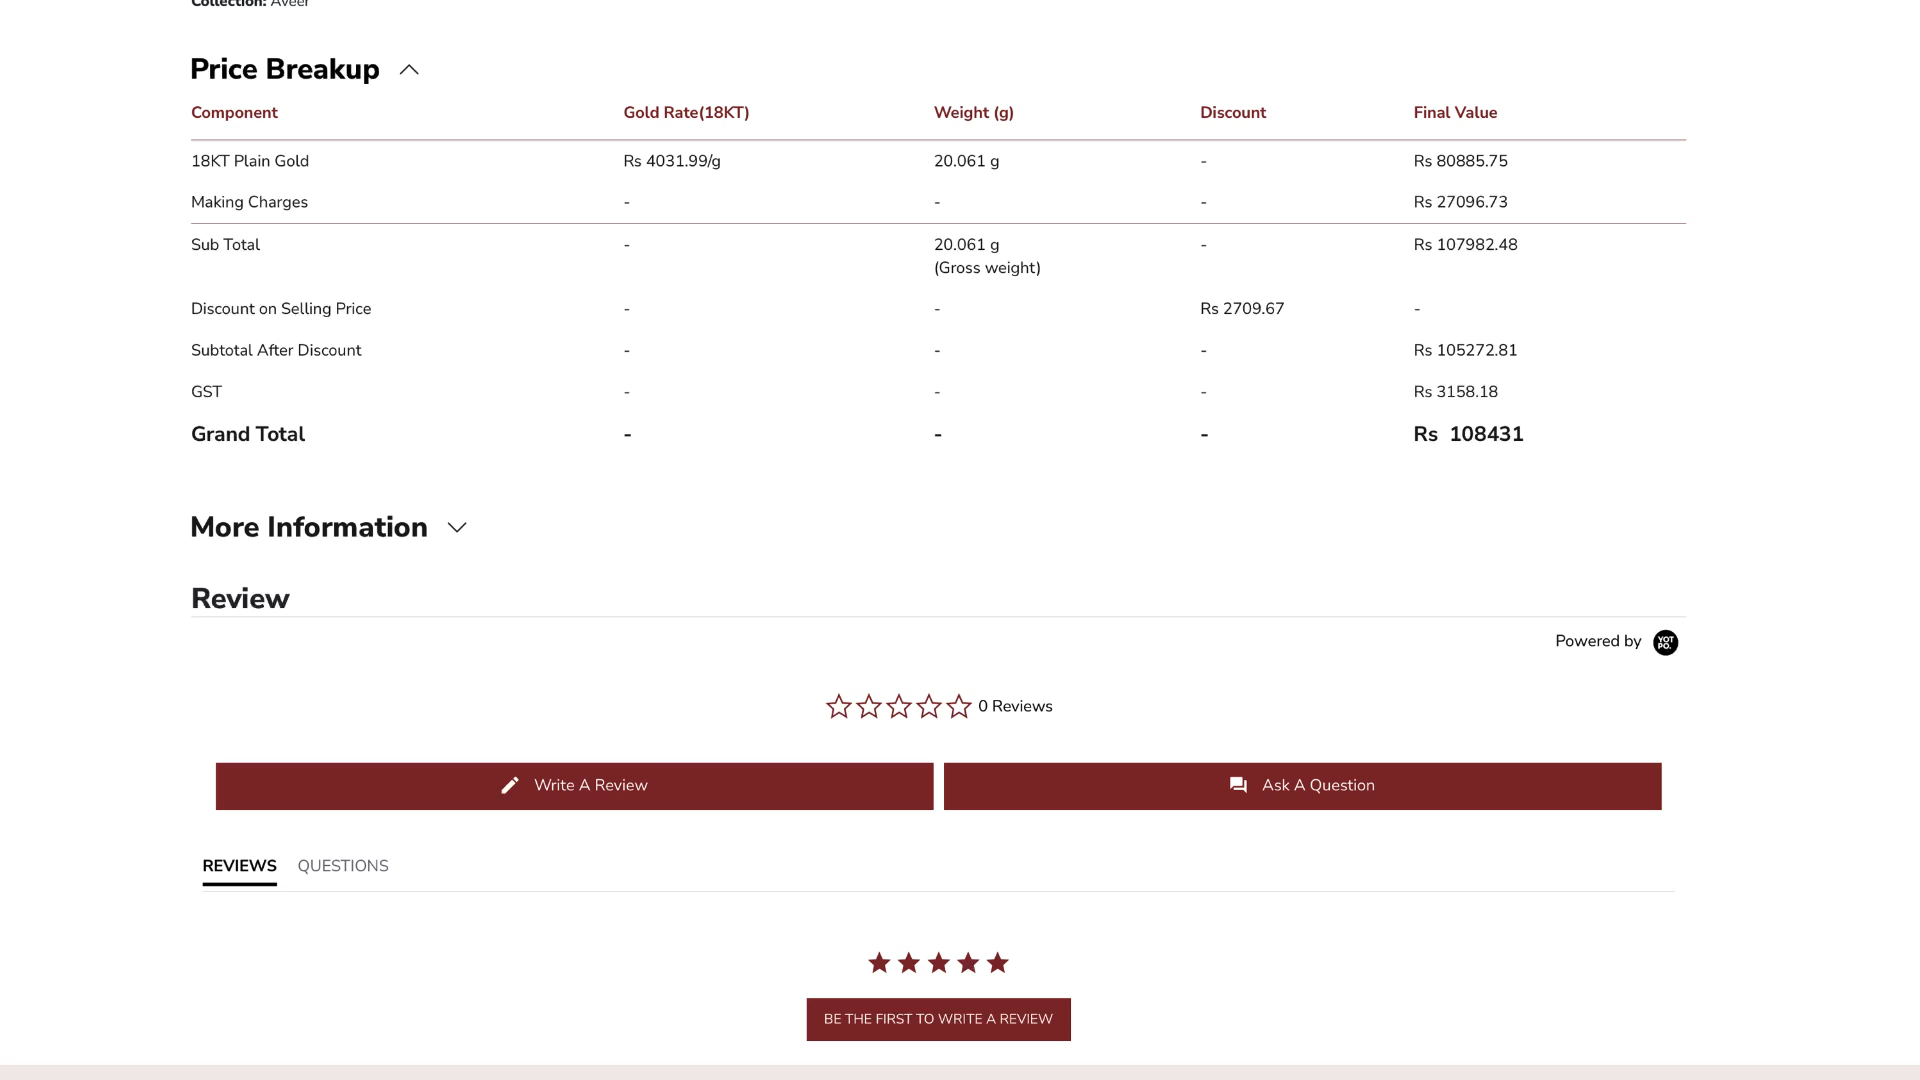 Collection: Aveer
Price Breakup
Component Gold Rate(18KT) Weight (g) Discount Final Value
18KT Plain Gold Rs 4031.99/g 20.061 g - Rs 80885.75
Making Charges - - - Rs 27096.73
Sub Total - 20.061 g - Rs 107982.48
(Gross weight)
Discount on Selling Price - - Rs 2709.67 -
Subtotal After Discount - - - Rs 105272.81
GST - - - Rs 3158.18
Grand Total - - - Rs 108431
More Information
Review
Powered by YOTPO.
0 Reviews
Write A Review Ask A Question
REVIEWS QUESTIONS
BE THE FIRST TO WRITE A REVIEW